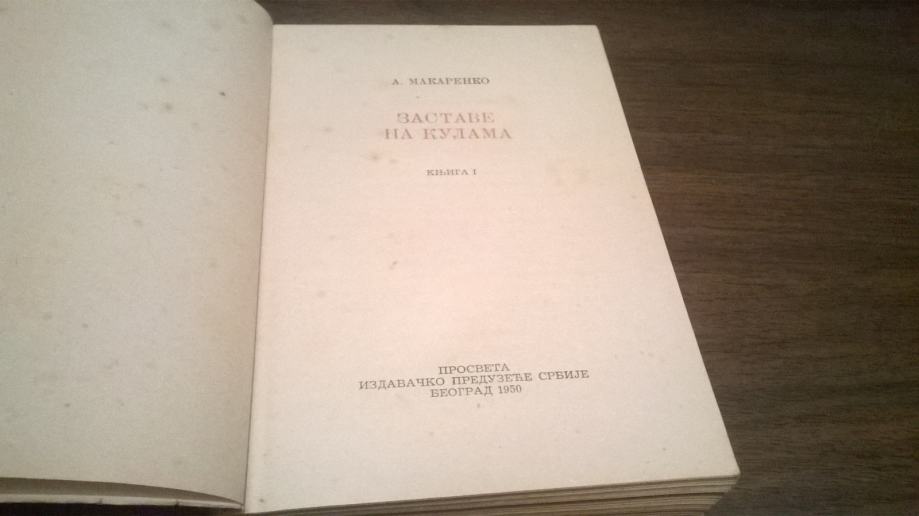 А. МАКАРЕНКО
ЗАСТАВЕ
НА КУЛАМА
КЊИГА I
ПРОСВЕТА
ИЗДАВАЧКО ПРЕДУЗЕЋЕ СРБИЈЕ
БЕОГРАД 1950